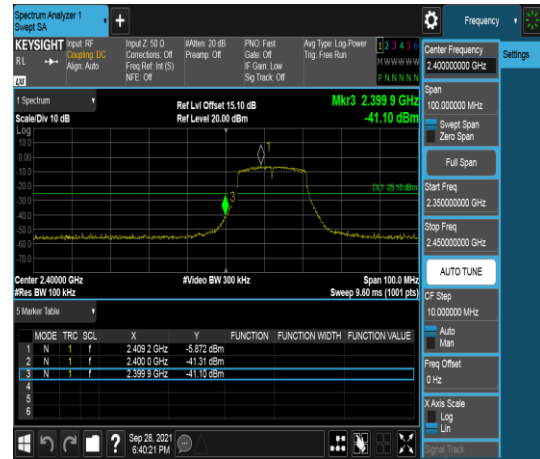 Spectrum Analyzer 1
Swept SA
+
Frequency
KEYSIGHT
RL
LXI
Input: RF
Coupling: DC
Align: Auto
Input Z: 50 Ω
Corrections: Off
Freq Ref: Int (S)
NFE: Off
#Atten: 20 dB
Preamp: Off
PNO: Fast
Gate: Off
IF Gain: Low
Sig Track: Off
Avg Type: Log-Power
Trig: Free Run
1 2 3 4 5 6
M W W W W W
P N N N N N
1 Spectrum
Scale/Div 10 dB
Ref Lvl Offset 15.10 dB
Ref Level 20.00 dBm
Mkr3 2.399 9 GHz
-41.10 dBm
Log
10.0
0.00
-10.0
-20.0
-30.0
-40.0
-50.0
-60.0
-70.0
1
3
DL1 -25.10 dBm
Center 2.40000 GHz
#Res BW 100 kHz
#Video BW 300 kHz
Span 100.0 MHz
Sweep 9.60 ms (1001 pts)
5 Marker Table
MODE TRC SCL X Y FUNCTION FUNCTION WIDTH FUNCTION VALUE
1 N 1 f 2.409 2 GHz -5.872 dBm
2 N 1 f 2.400 0 GHz -41.31 dBm
3 N 1 f 2.399 9 GHz -41.10 dBm
4
5
6
Sep 28, 2021
6:40:21 PM
?
Center Frequency
2.400000000 GHz
Settings
Span
100.000000 MHz
Swept Span
Zero Span
Full Span
Start Freq
2.350000000 GHz
Stop Freq
2.450000000 GHz
AUTO TUNE
CF Step
10.000000 MHz
Auto
Man
Freq Offset
0 Hz
X Axis Scale
Log
Lin
Signal Track